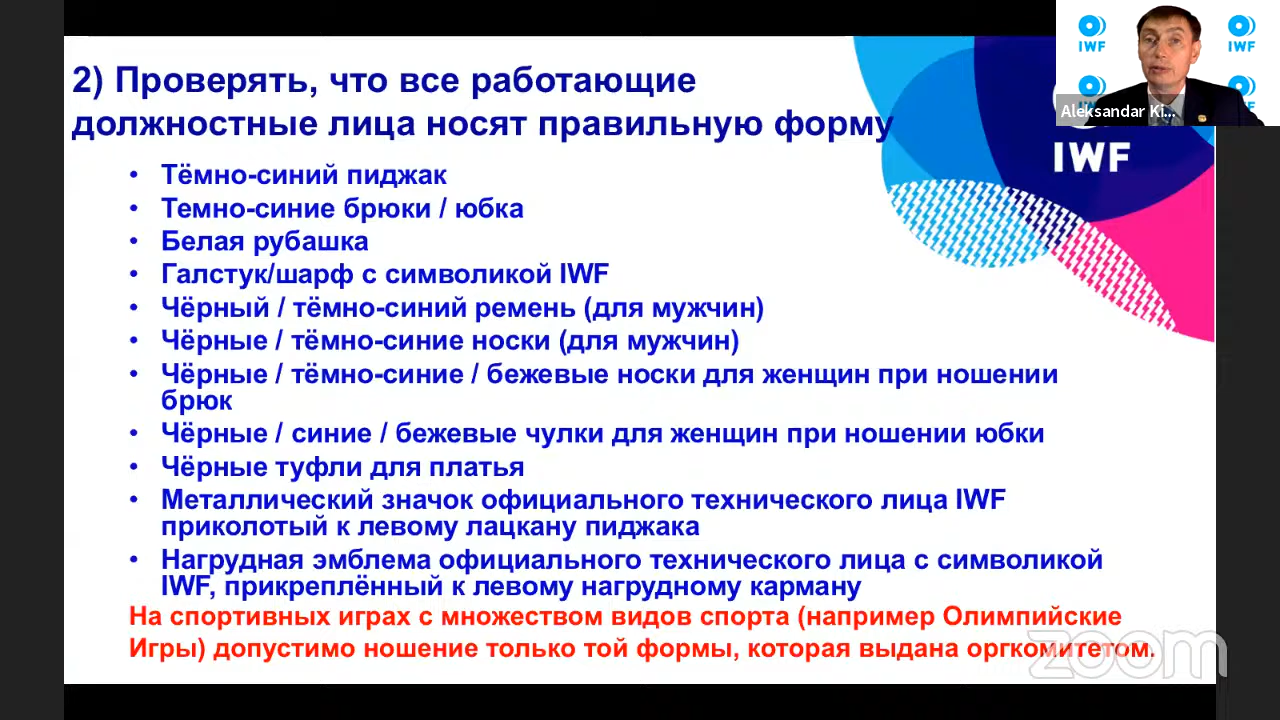 2) Проверять, что все работающие
должностные лица носят правильную форму
• Тёмно-синий пиджак
• Темно-синие брюки / юбка
• Белая рубашка
• Галстук/шарф с символикой IWF
• Чёрный / тёмно-синий ремень (для мужчин)
• Чёрные / тёмно-синие носки (для мужчин)
• Чёрные / тёмно-синие / бежевые носки для женщин при ношении
брюк
• Чёрные / синие / бежевые чулки для женщин при ношении юбки
• Чёрные туфли для платья
• Металлический значок официального технического лица IWF
приколотый к левому лацкану пиджака
• Нагрудная эмблема официального технического лица с символикой
IWF, прикреплённый к левому нагрудному карману
На спортивных играх с множеством видов спорта (например Олимпийские
Игры) допустимо ношение только той формы, которая выдана оргкомитетом.
IWF
IWF
IWF
Aleksandar Ki...
zoom